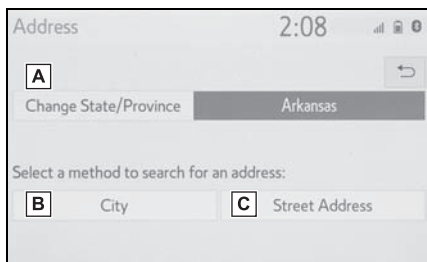 Address 2:08
A
Change State/Province Arkansas
Select a method to search for an address:
B City C Street Address